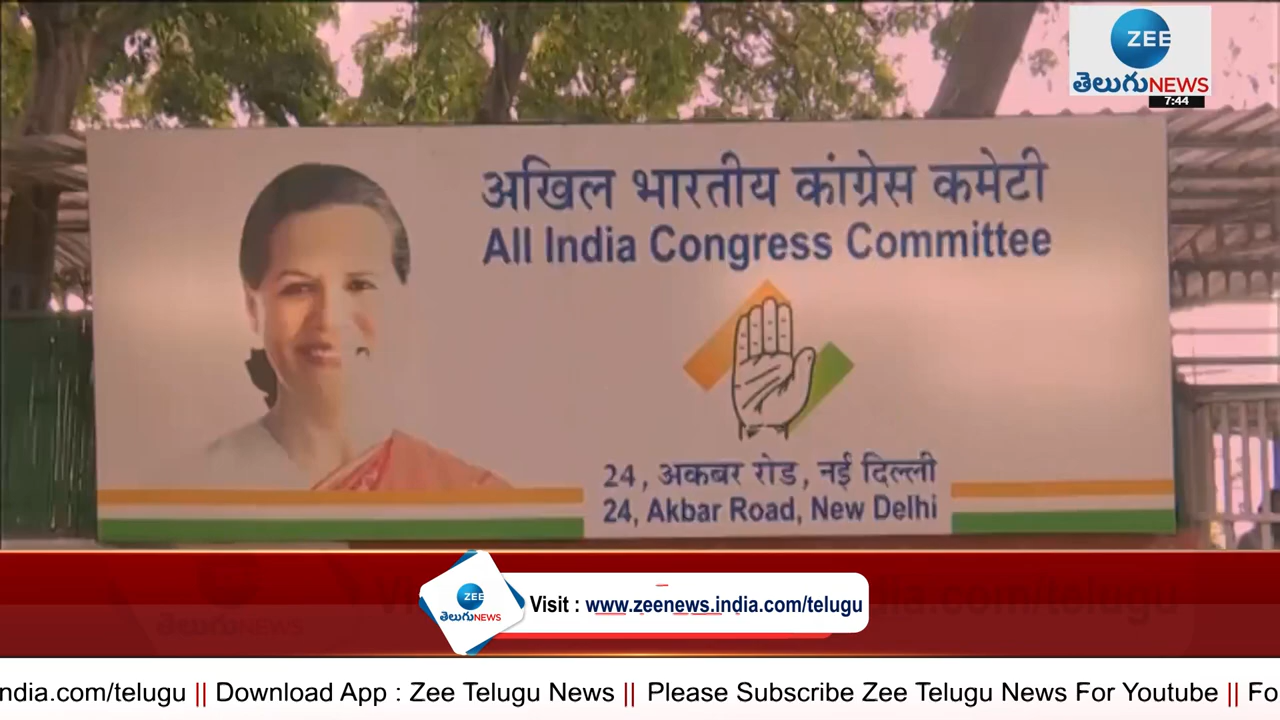 ZEE
తెలుగు NEWS
7:44
अखिल भारतीय कांग्रेस कमेटी
All India Congress Committee
24, अकबर रोड, नई दिल्ली
24, Akbar Road, New Delhi
ZEE
తెలుగు NEWS
Visit : www.zeenews.india.com/telugu
ndia.com/telugu || Download App : Zee Telugu News || Please Subscribe Zee Telugu News For Youtube || Fo